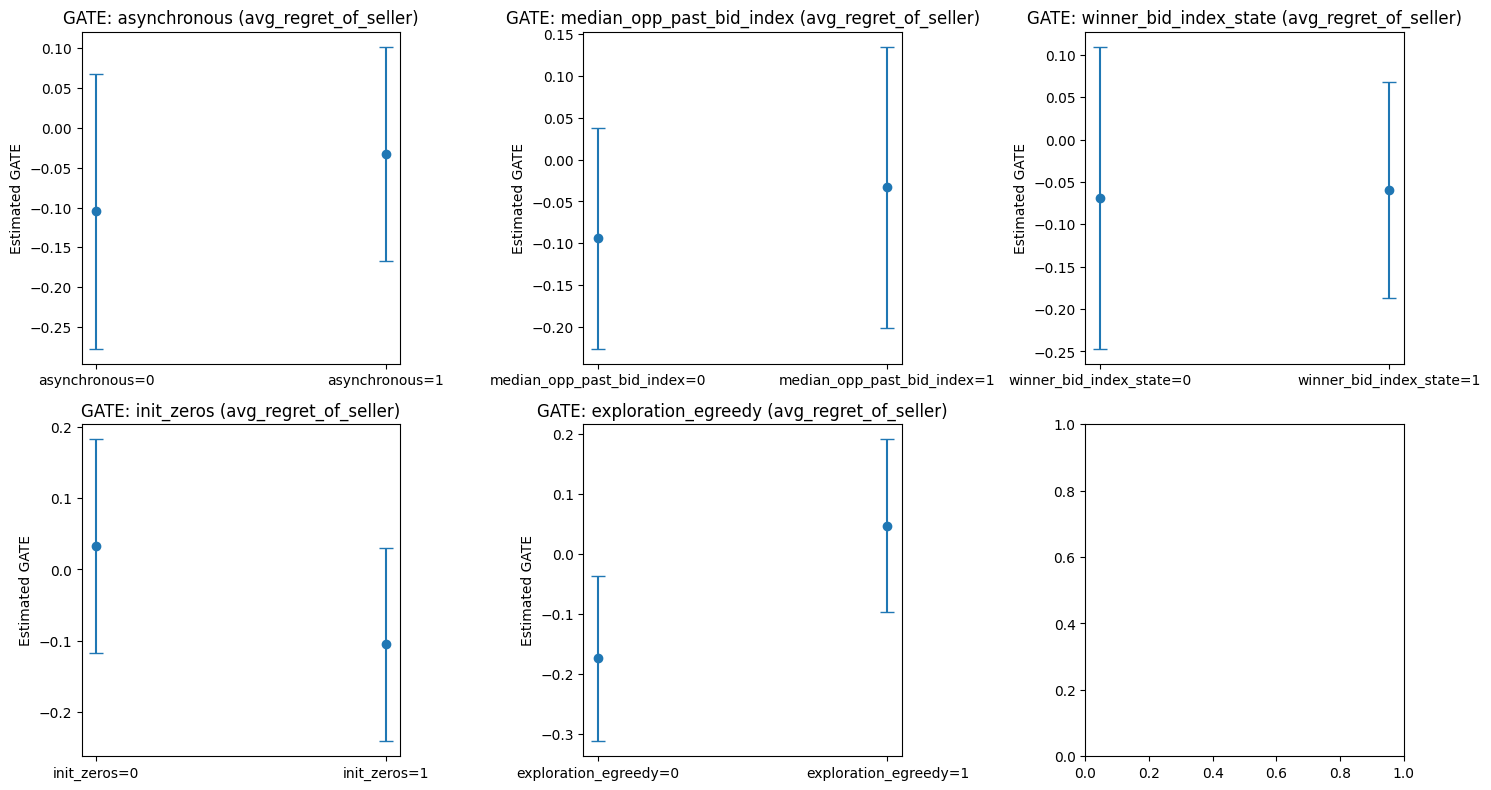 GATE: asynchronous (avg_regret_of_seller)
Estimated GATE
0.10
0.05
0.00
−0.05
−0.10
−0.15
−0.20
−0.25
asynchronous=0
asynchronous=1
GATE: median_opp_past_bid_index (avg_regret_of_seller)
Estimated GATE
0.15
0.10
0.05
0.00
−0.05
−0.10
−0.15
−0.20
median_opp_past_bid_index=0
median_opp_past_bid_index=1
GATE: winner_bid_index_state (avg_regret_of_seller)
Estimated GATE
0.10
0.05
0.00
−0.05
−0.10
−0.15
−0.20
−0.25
winner_bid_index_state=0
winner_bid_index_state=1
GATE: init_zeros (avg_regret_of_seller)
Estimated GATE
0.2
0.1
0.0
−0.1
−0.2
init_zeros=0
init_zeros=1
GATE: exploration_egreedy (avg_regret_of_seller)
Estimated GATE
0.2
0.1
0.0
−0.1
−0.2
−0.3
exploration_egreedy=0
exploration_egreedy=1
1.0
0.8
0.6
0.4
0.2
0.0
0.0 0.2 0.4 0.6 0.8 1.0